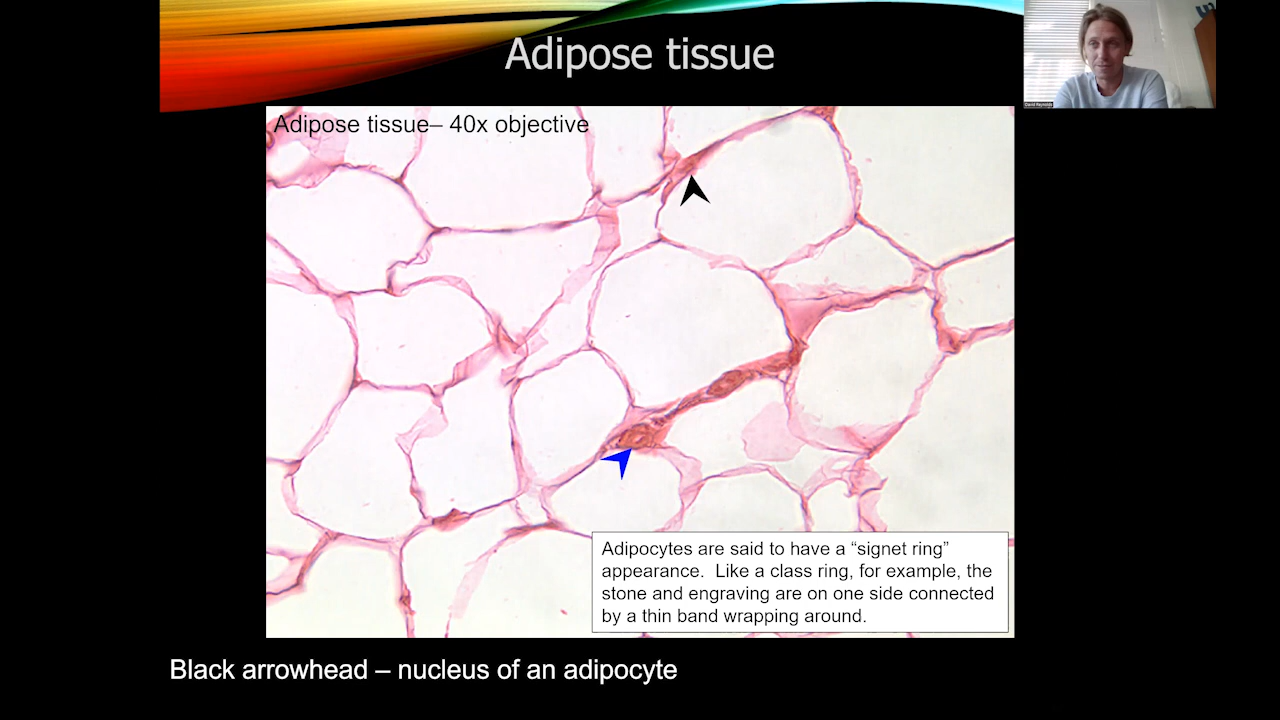 Adipose tissue
David Reynolds
Adipose tissue– 40x objective
Adipocytes are said to have a “signet ring”
appearance.  Like a class ring, for example, the
stone and engraving are on one side connected
by a thin band wrapping around.
Black arrowhead – nucleus of an adipocyte